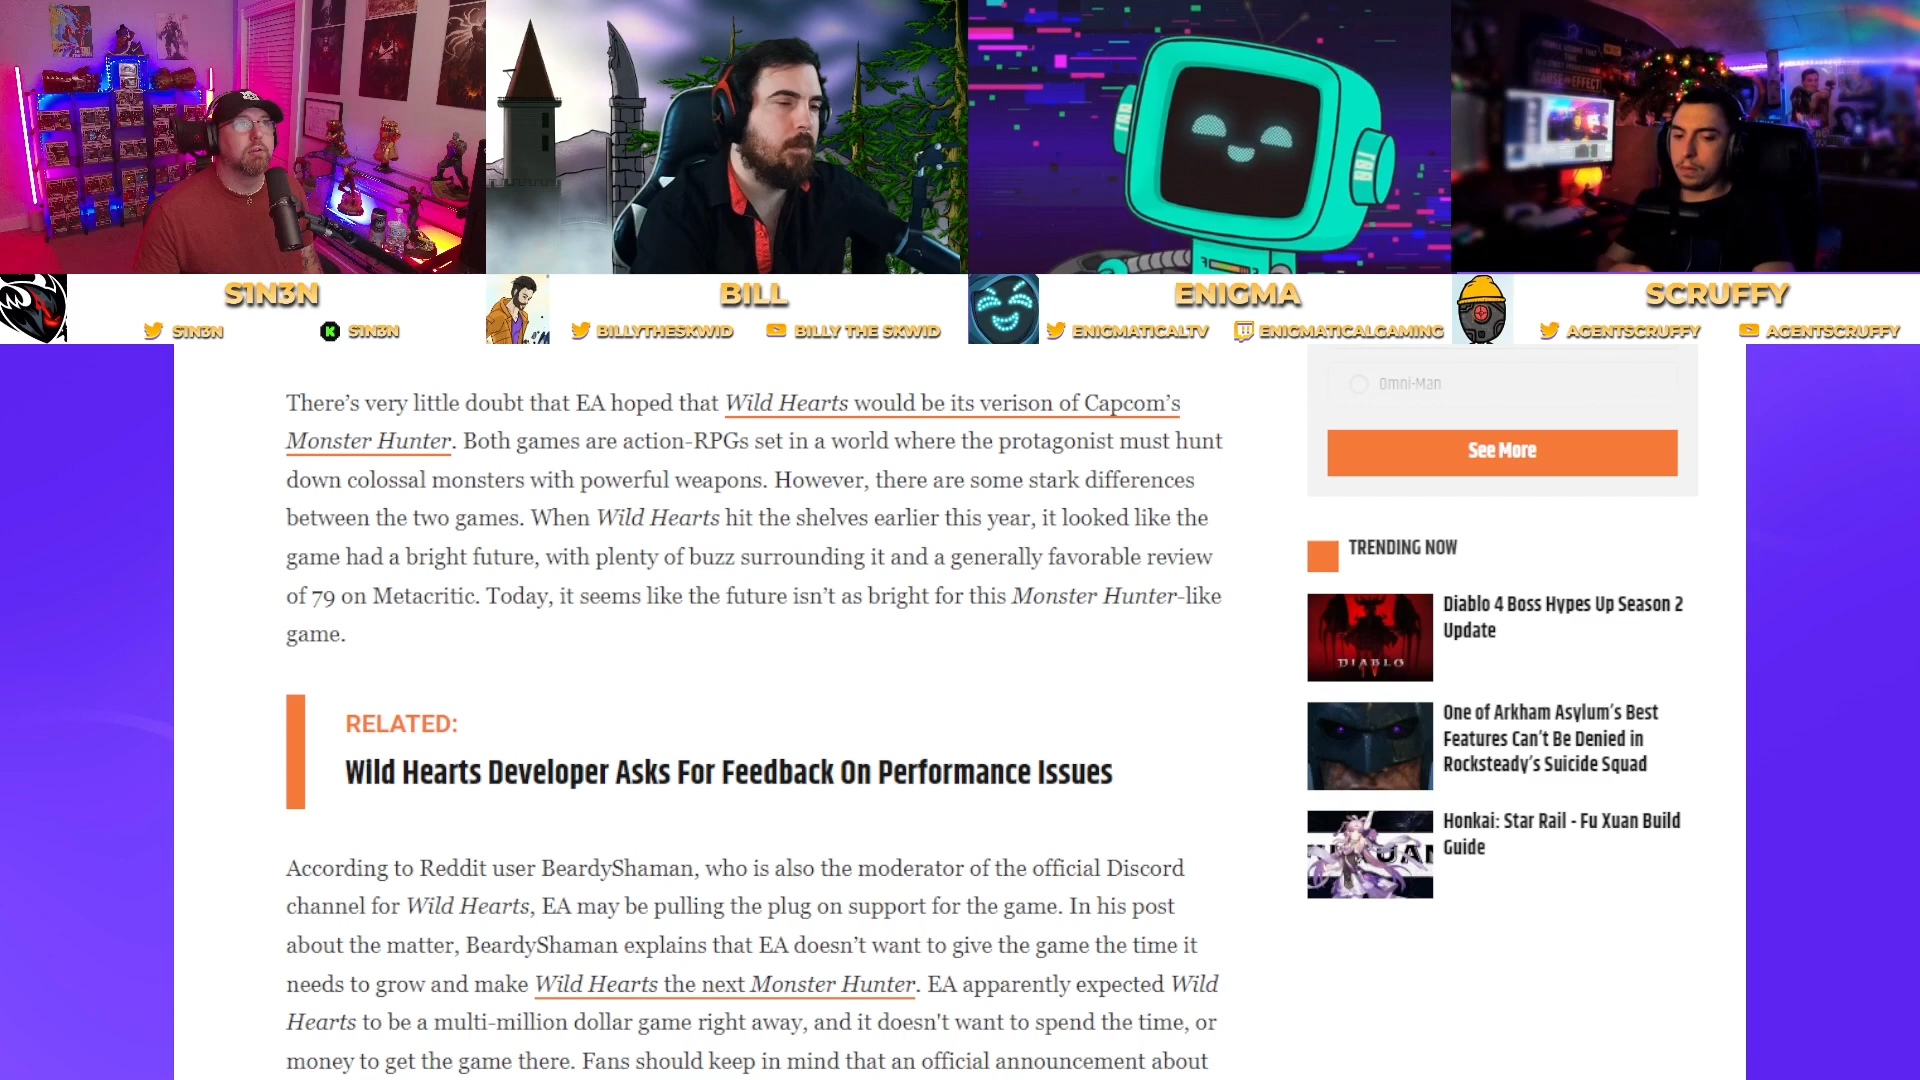 CAUSE EFFECT
S1N3N
S1N3N
S1N3N
BILL
BILLYTHESKWID
BILLY THE SKWID
ENIGMA
ENIGMATICALTV
ENIGMATICALGAMING
SCRUFFY
AGENTSCRUFFY
AGENTSCRUFFY
There's very little doubt that EA hoped that Wild Hearts would be its verison of Capcom's
Monster Hunter. Both games are action-RPGs set in a world where the protagonist must hunt
down colossal monsters with powerful weapons. However, there are some stark differences
between the two games. When Wild Hearts hit the shelves earlier this year, it looked like the
game had a bright future, with plenty of buzz surrounding it and a generally favorable review
of 79 on Metacritic. Today, it seems like the future isn't as bright for this Monster Hunter-like
game.
RELATED:
Wild Hearts Developer Asks For Feedback On Performance Issues
According to Reddit user BeardyShaman, who is also the moderator of the official Discord
channel for Wild Hearts, EA may be pulling the plug on support for the game. In his post
about the matter, BeardyShaman explains that EA doesn't want to give the game the time it
needs to grow and make Wild Hearts the next Monster Hunter. EA apparently expected Wild
Hearts to be a multi-million dollar game right away, and it doesn't want to spend the time, or
money to get the game there. Fans should keep in mind that an official announcement about
Omni-Man
See More
TRENDING NOW
DIABLO
Diablo 4 Boss Hypes Up Season 2
Update
One of Arkham Asylum's Best
Features Can't Be Denied in
Rocksteady's Suicide Squad
Honkai: Star Rail - Fu Xuan Build
Guide